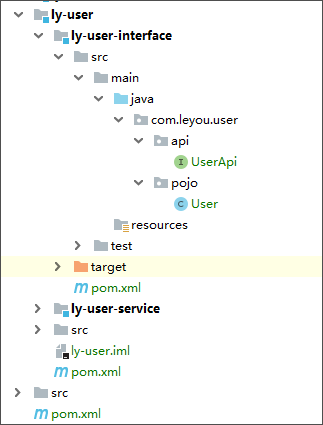 ly-user
ly-user-interface
src
main
java
com.leyou.user
api
UserApi
pojo
User
resources
test
target
pom.xml
ly-user-service
src
ly-user.iml
pom.xml
src
pom.xml